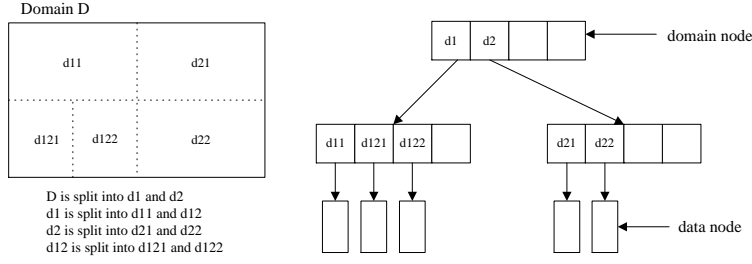 Domain D
d11
d21
d121
d122
d22
D is split into d1 and d2
d1 is split into d11 and d12
d2 is split into d21 and d22
d12 is split into d121 and d122
d1 d2
domain node
d11 d121 d122
d21 d22
data node